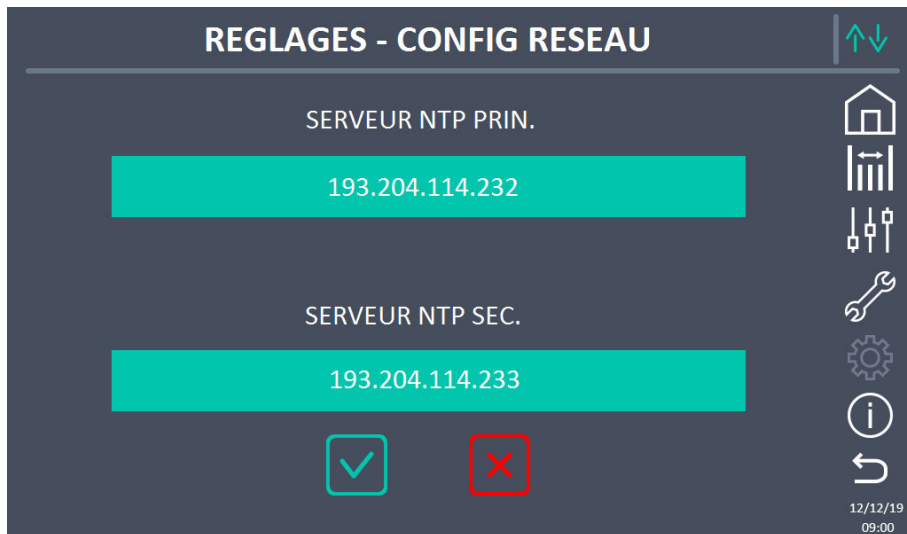 REGLAGES - CONFIG RESEAU
SERVEUR NTP PRIN.
193.204.114.232
SERVEUR NTP SEC.
193.204.114.233
12/12/19
09:00